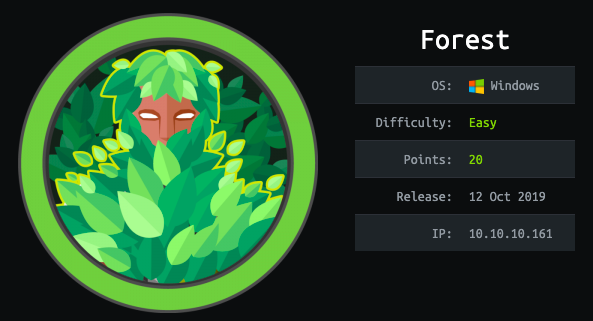 Forest
OS: Windows
Difficulty: Easy
Points: 20
Release: 12 Oct 2019
IP: 10.10.10.161